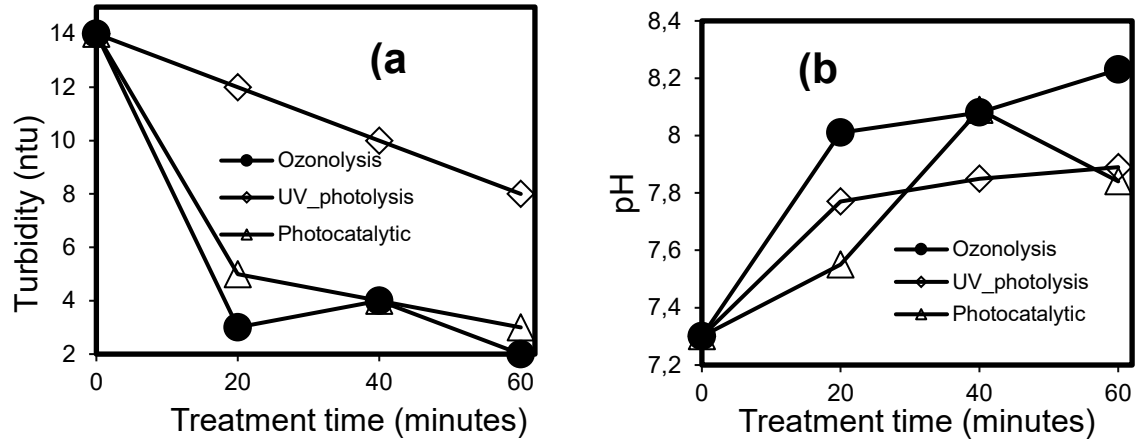 (a
Turbidity (ntu)
14
12
10
8
6
4
2
0
20
40
60
Ozonolysis
UV_photolysis
Photocatalytic
Treatment time (minutes)
(b
pH
8,4
8,2
8
7,8
7,6
7,4
7,2
0
20
40
60
Ozonolysis
UV_photolysis
Photocatalytic
Treatment time (minutes)